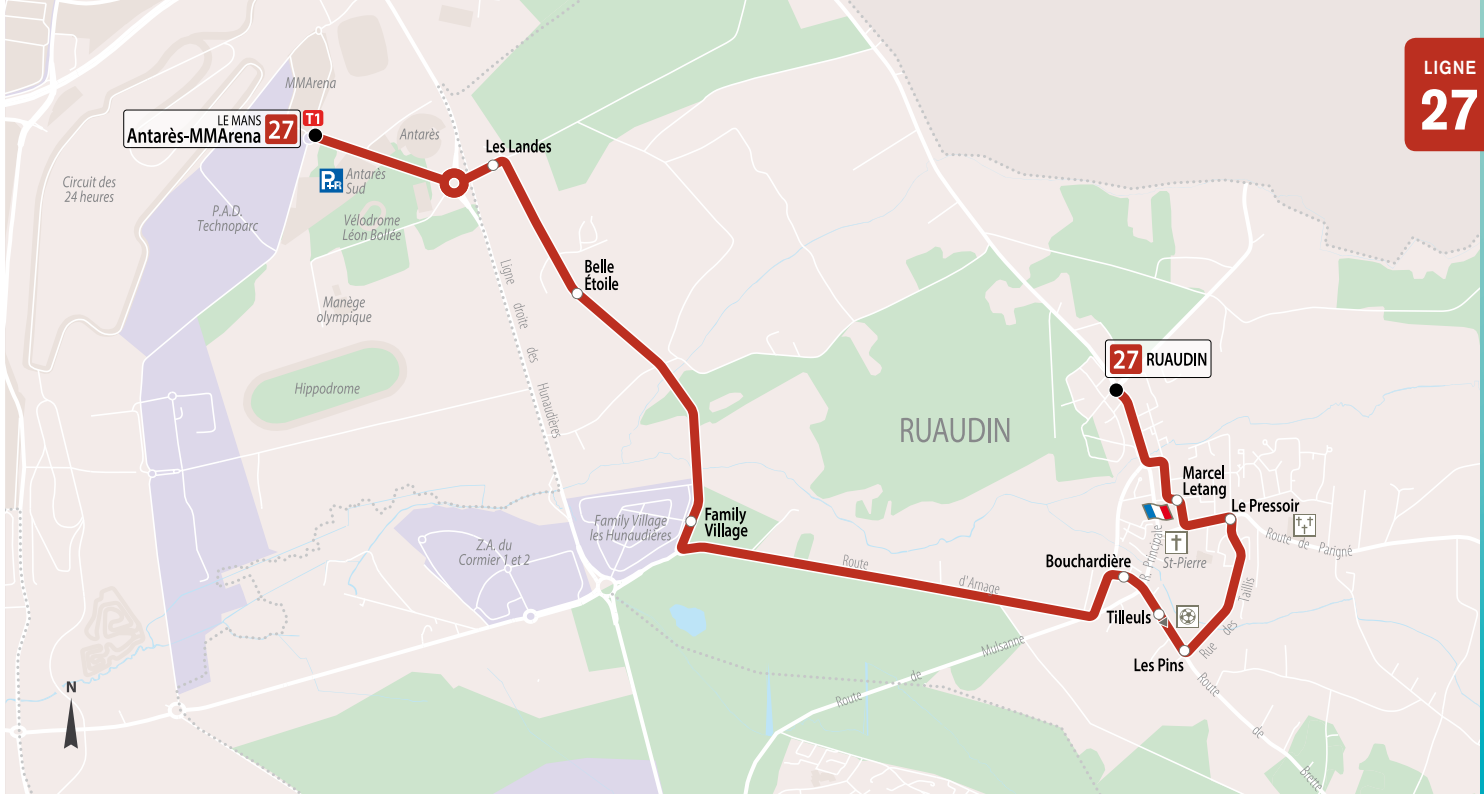 LIGNE
27
MMArena
LE MANS
Antarès-MMArena 27
T1
Antarès
Les Landes
P+R
Antarès
Sud
Circuit des
24 heures
P.A.D.
Technoparc
Vélodrome
Léon Bollée
Ligne droite des Hunaudières
Belle
Étoile
Manège
olympique
Hippodrome
27 RUAUDIN
RUAUDIN
Marcel
Letang
Le Pressoir
Family Village
les Hunaudières
Family
Village
Route de Parigné
Z.A. du
Cormier 1 et 2
R. Principale
St-Pierre
Bouchardière
Route d'Arnage
Tilleuls
Rue des Taillis
Les Pins
Route de Mulsanne
Route de Brette
N